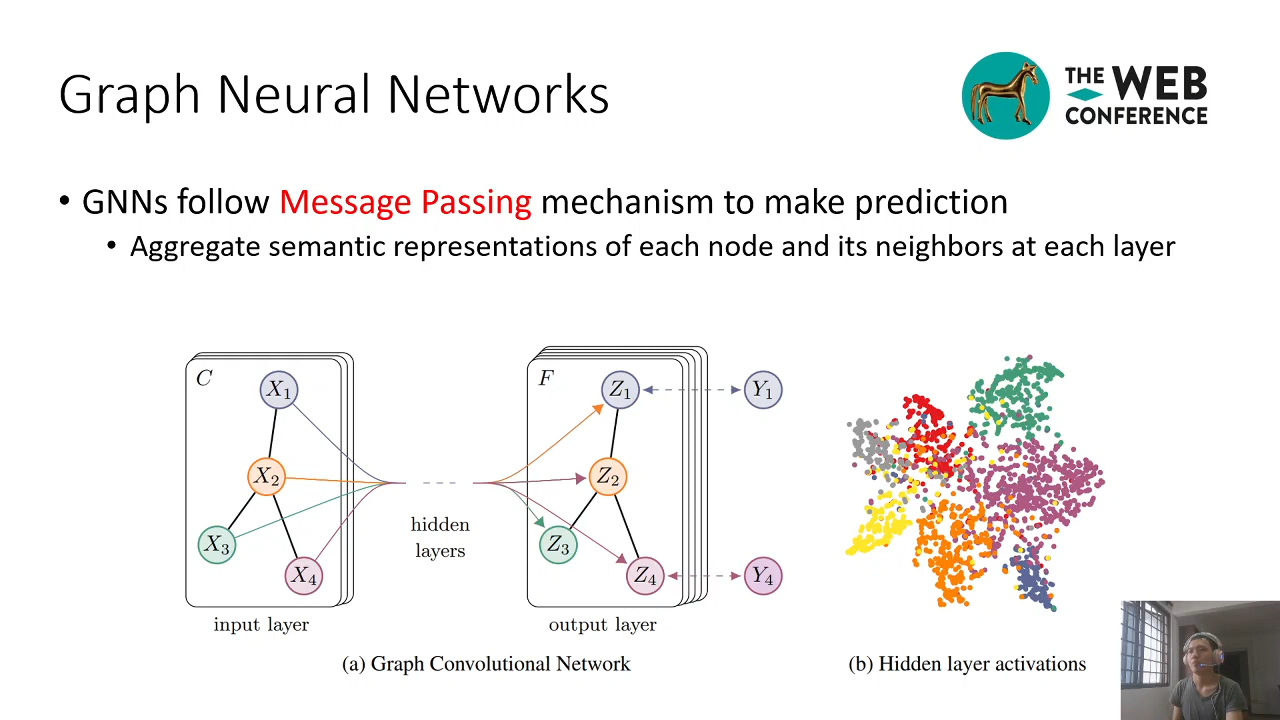 Graph Neural Networks
THE WEB
CONFERENCE
• GNNs follow Message Passing mechanism to make prediction
• Aggregate semantic representations of each node and its neighbors at each layer
C
X1
X2
X3
X4
input layer
hidden
layers
F
Z1
Z2
Z3
Z4
output layer
Y1
Y4
(a) Graph Convolutional Network
(b) Hidden layer activations